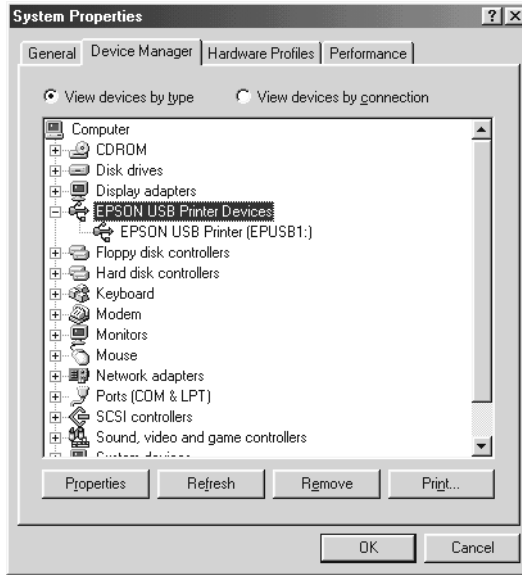 System Properties
General Device Manager Hardware Profiles Performance
View devices by type View devices by connection
Computer
CDROM
Disk drives
Display adapters
EPSON USB Printer Devices
EPSON USB Printer (EPUSB1:)
Floppy disk controllers
Hard disk controllers
Keyboard
Modem
Monitors
Mouse
Network adapters
Ports (COM & LPT)
SCSI controllers
Sound, video and game controllers
Properties Refresh Remove Print...
OK Cancel